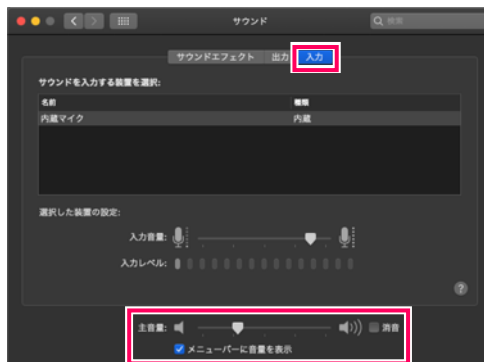 サウンド
検索
サウンドエフェクト 出力 入力
サウンドを入力する装置を選択:
名前 種類
内蔵マイク 内蔵
選択した装置の設定:
入力音量:
入力レベル:
?
主音量: 消音
メニューバーに音量を表示